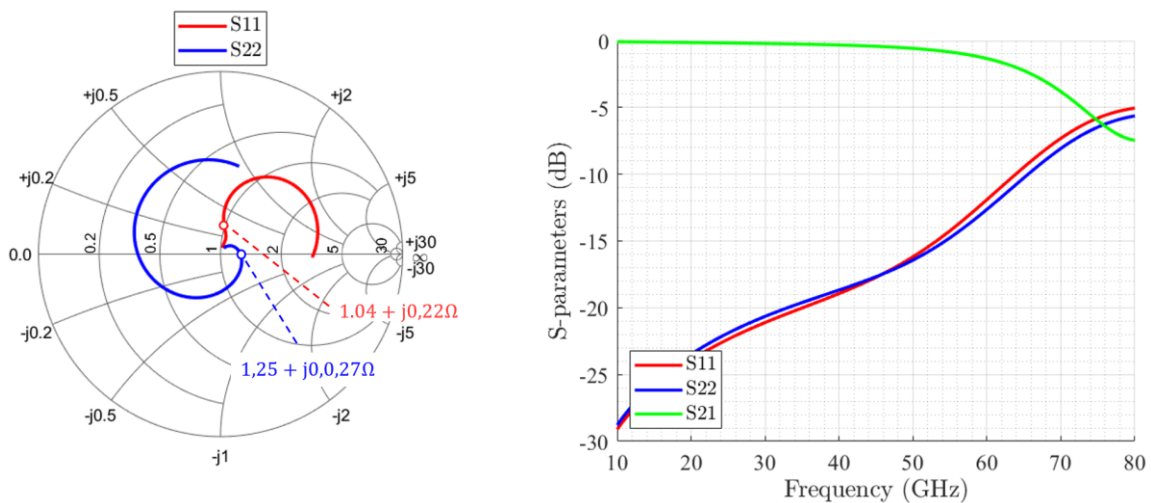 S11
S22
+j0.5
+j2
+j0.2
+j5
0.0
0.2
0.5
1
2
5
30
+j30
∞
-j30
-j0.2
-j5
1.04 + j0,22Ω
1,25 + j0,0,27Ω
-j0.5
-j2
-j1
S-parameters (dB)
0
-5
-10
-15
-20
-25
-30
S11
S22
S21
10 20 30 40 50 60 70 80
Frequency (GHz)